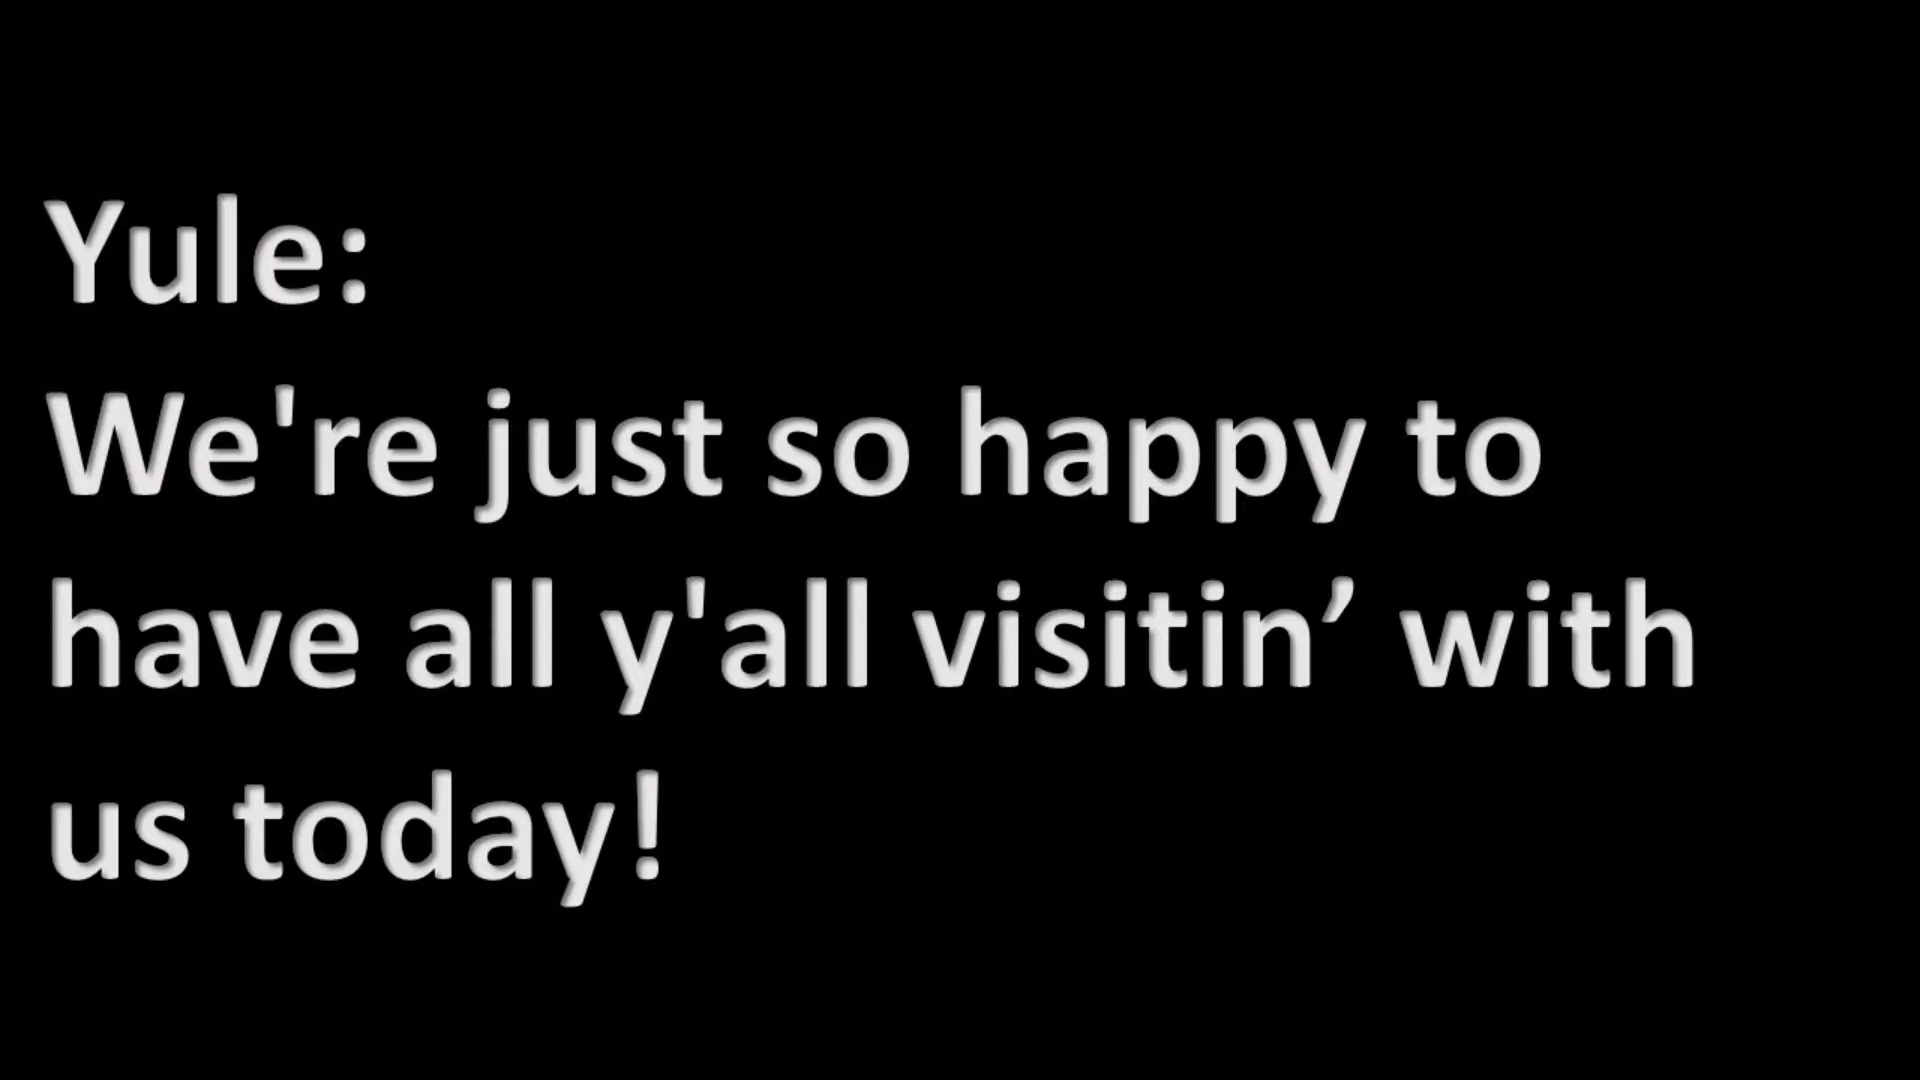 Yule:
We're just so happy to
have all y'all visitin’ with
us today!